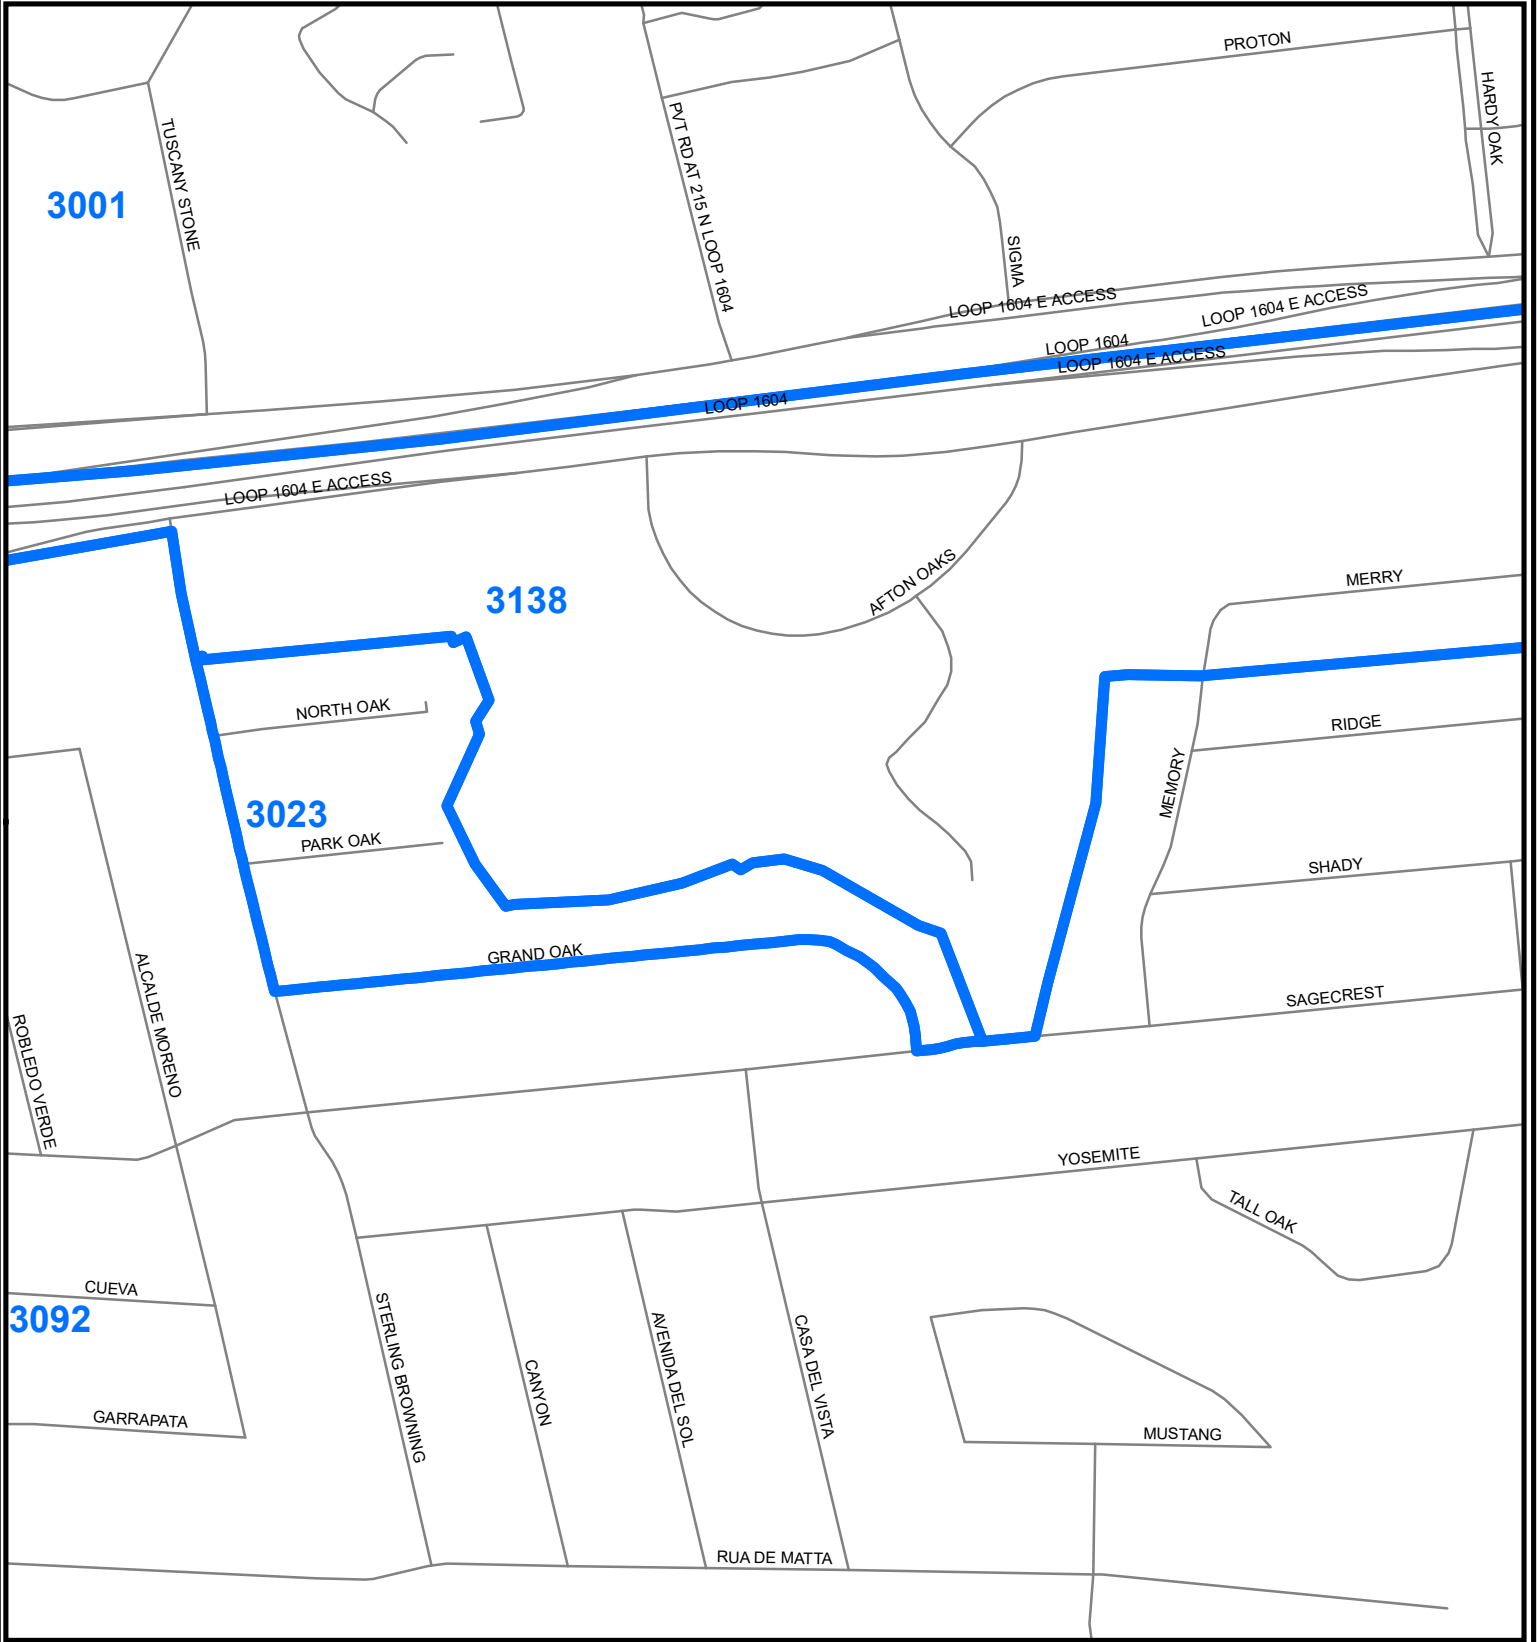 PROTON
HARDY OAK
TUSCANY STONE
PVT RD AT 215 N LOOP 1604
3001
SIGMA
LOOP 1604 E ACCESS
LOOP 1604 E ACCESS
LOOP 1604
LOOP 1604 E ACCESS
LOOP 1604
LOOP 1604 E ACCESS
AFTON OAKS
MERRY
3138
NORTH OAK
RIDGE
MEMORY
3023
PARK OAK
SHADY
GRAND OAK
ALCALDE MORENO
SAGECREST
ROBLEDO VERDE
YOSEMITE
TALL OAK
CUEVA
3092
STERLING BROWNING
AVENIDA DEL SOL
CASA DEL VISTA
CANYON
GARRAPATA
MUSTANG
RUA DE MATTA